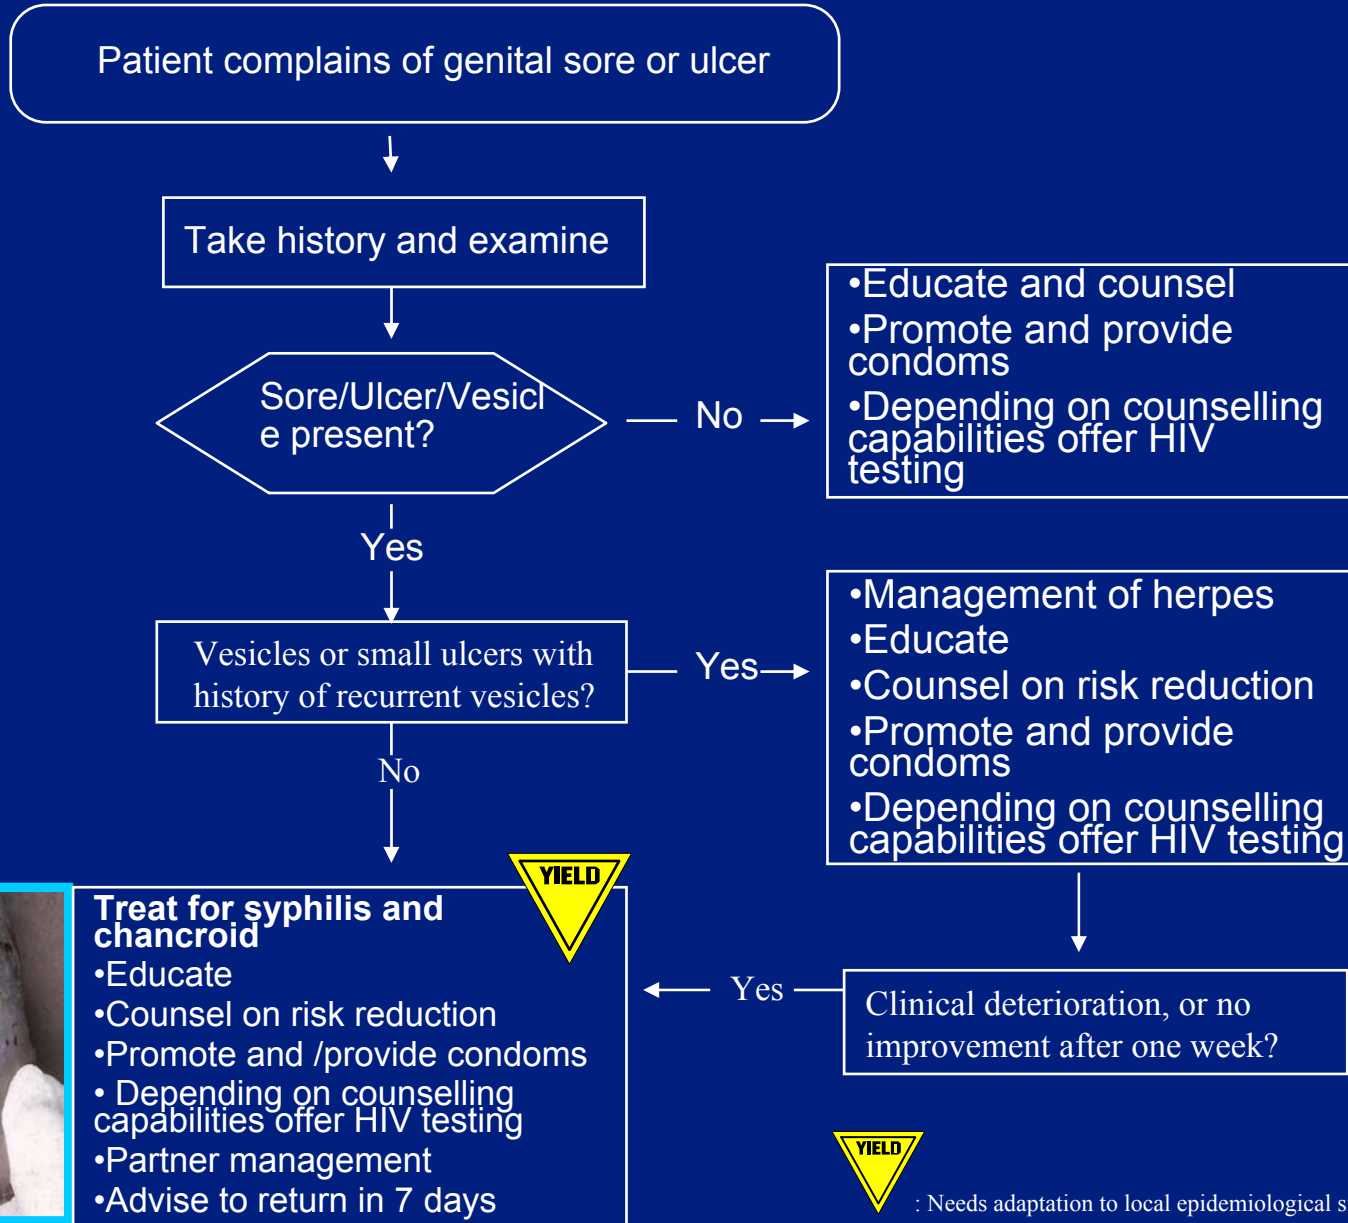 Patient complains of genital sore or ulcer
Take history and examine
Sore/Ulcer/Vesicl
e present?
No
•Educate and counsel
•Promote and provide
condoms
•Depending on counselling
capabilities offer HIV
testing
Yes
Vesicles or small ulcers with
history of recurrent vesicles?
Yes
•Management of herpes
•Educate
•Counsel on risk reduction
•Promote and provide
condoms
•Depending on counselling
capabilities offer HIV testing
No
YIELD
Treat for syphilis and
chancroid
•Educate
•Counsel on risk reduction
•Promote and /provide condoms
• Depending on counselling
capabilities offer HIV testing
•Partner management
•Advise to return in 7 days
Yes
Clinical deterioration, or no
improvement after one week?
YIELD
: Needs adaptation to local epidemiological